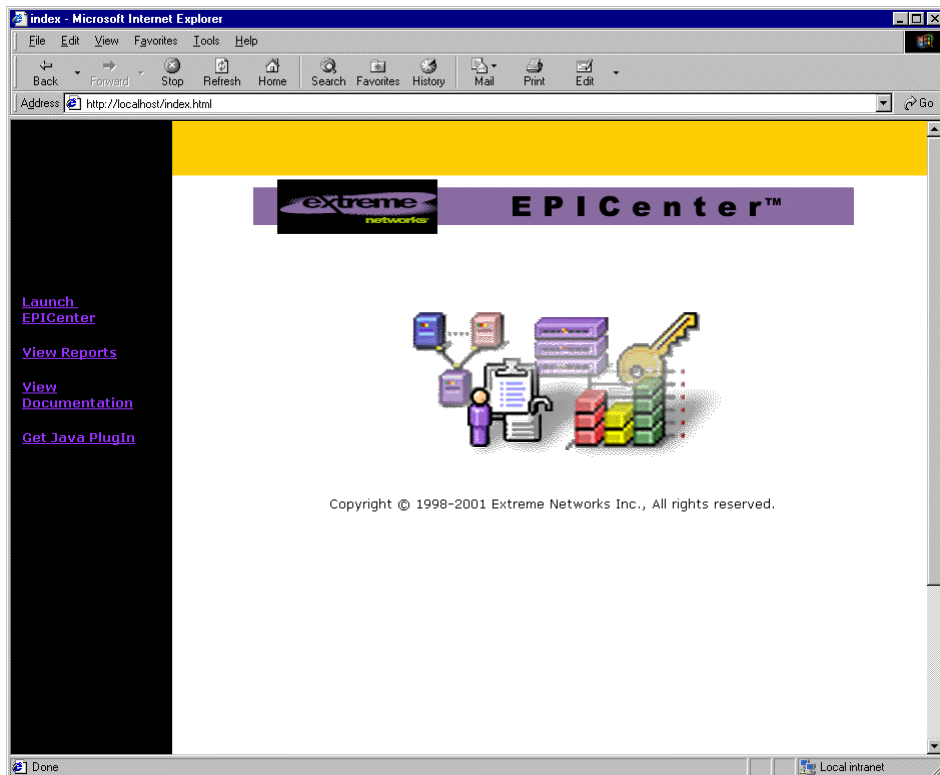 index - Microsoft Internet Explorer
File Edit View Favorites Tools Help
Back Forward Stop Refresh Home Search Favorites History Mail Print Edit
Address http://localhost/index.html Go
extreme
networks
EPICenter™
Launch
EPICenter
View Reports
View
Documentation
Get Java PlugIn
Copyright © 1998-2001 Extreme Networks Inc., All rights reserved.
Done Local intranet